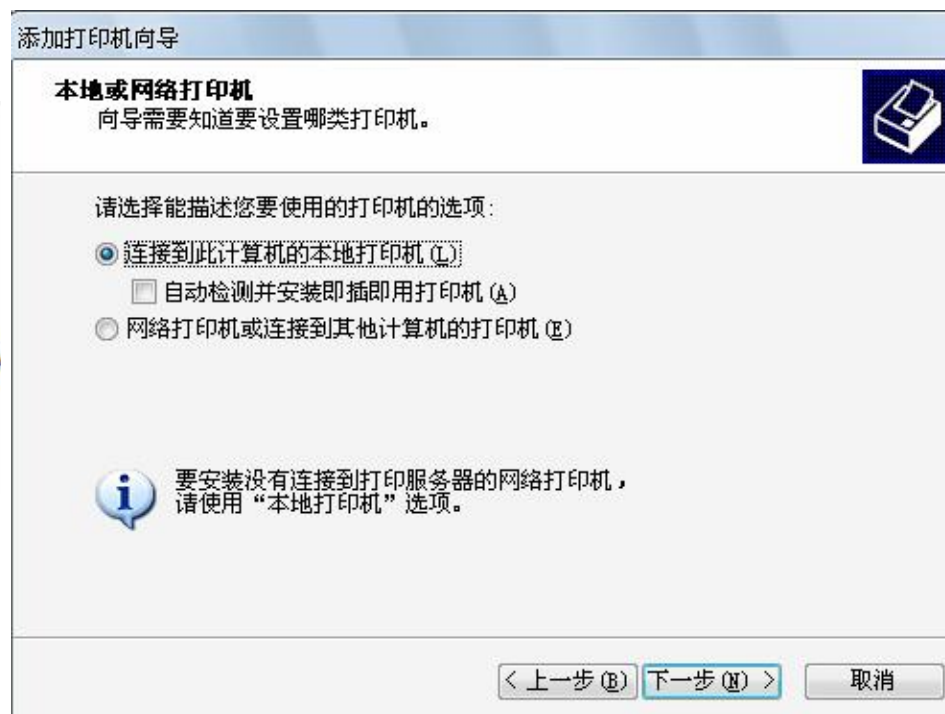 添加打印机向导
本地或网络打印机
向导需要知道要设置哪类打印机。
请选择能描述您要使用的打印机的选项:
连接到此计算机的本地打印机(L)
自动检测并安装即插即用打印机(A)
网络打印机或连接到其他计算机的打印机(E)
要安装没有连接到打印服务器的网络打印机，
请使用“本地打印机”选项。
< 上一步(B) 下一步(N) > 取消